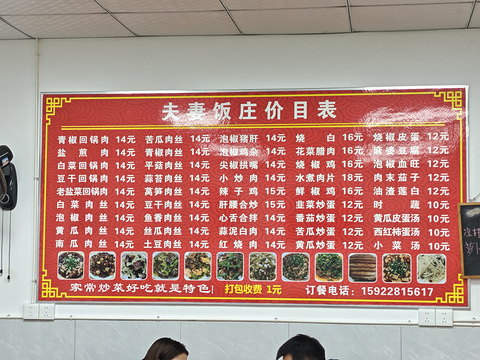 夫妻饭庄价目表
青椒回锅肉 14元 苦瓜肉丝 14元 泡椒猪肝 14元 烧白 16元 烧椒皮蛋 12元
盐煎肉 14元 青椒肉丝 14元 泡椒鸡杂 14元 花菜腊肉 16元 麻婆豆腐 12元
白菜回锅肉 14元 平菇肉丝 14元 尖椒拱嘴 14元 烧椒鸡 16元 泡椒血旺 12元
豆干回锅肉 14元 蒜苔肉丝 14元 小炒肉 14元 水煮肉片 18元 肉末茄子 12元
老盐菜回锅肉 14元 莴笋肉丝 14元 辣子鸡 15元 鲜椒鸡 16元 油渣莲白 12元
白菜肉丝 14元 豆干肉丝 14元 肝腰合炒 15元 韭菜炒蛋 12元 时蔬 10元
泡椒肉丝 14元 鱼香肉丝 14元 心舌合拌 14元 番茄炒蛋 12元 黄瓜皮蛋汤 10元
黄瓜肉丝 14元 丝瓜肉丝 14元 蒜泥白肉 14元 苦瓜炒蛋 12元 西红柿蛋汤 10元
南瓜肉丝 14元 土豆肉丝 14元 红烧肉 14元 黄瓜炒蛋 12元 小菜汤 10元
家常炒菜好吃就是特色 打包收费 1元 订餐电话：15922815617